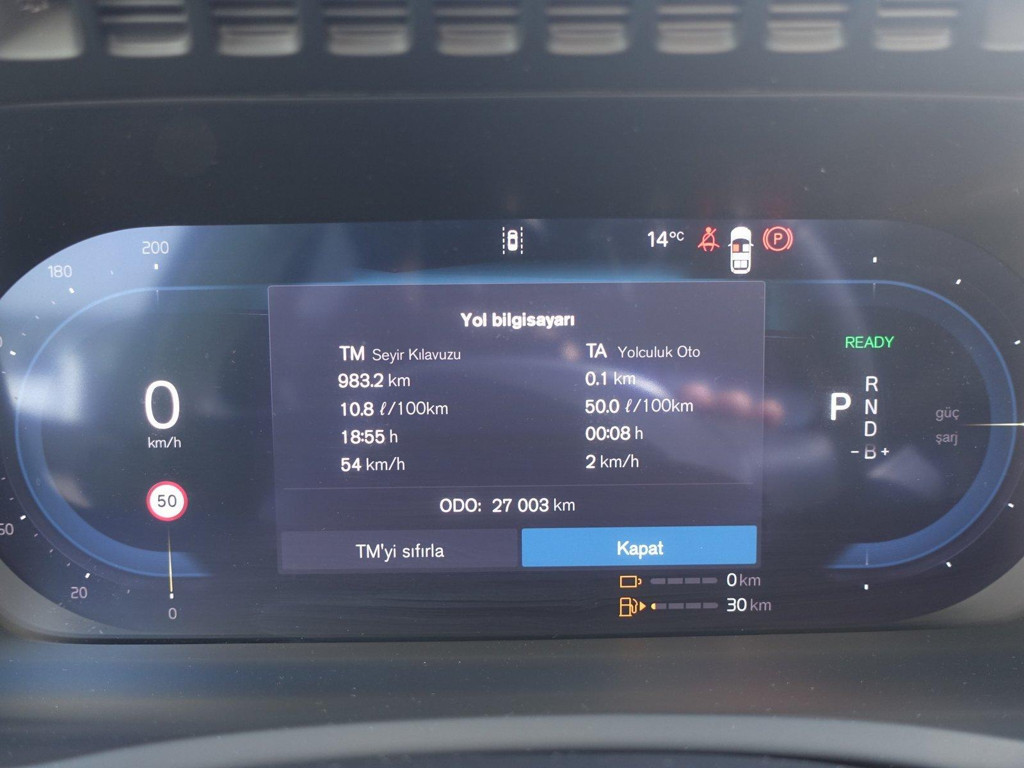 200
14°C
180
P
Yol bilgisayarı
TM Seyir Kılavuzu
983.2 km
10.8 ℓ/100km
18:55 h
54 km/h
TA Yolculuk Oto
0.1 km
50.0 ℓ/100km
00:08 h
2 km/h
ODO: 27 003 km
TM'yi sıfırla
Kapat
0
km/h
50
20
0
READY
P
R
N
D
- B +
güç
şarj
0 km
30 km